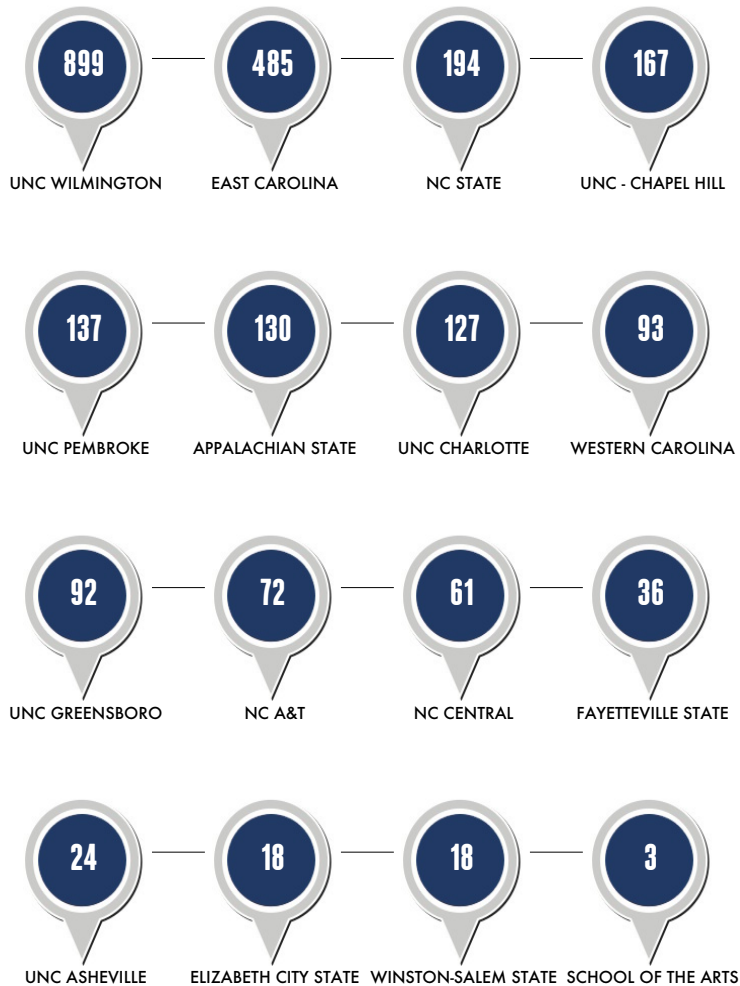 899
485
194
167
UNC WILMINGTON
EAST CAROLINA
NC STATE
UNC - CHAPEL HILL
137
130
127
93
UNC PEMBROKE
APPALACHIAN STATE
UNC CHARLOTTE
WESTERN CAROLINA
92
72
61
36
UNC GREENSBORO
NC A&T
NC CENTRAL
FAYETTEVILLE STATE
24
18
18
3
UNC ASHEVILLE
ELIZABETH CITY STATE
WINSTON-SALEM STATE
SCHOOL OF THE ARTS